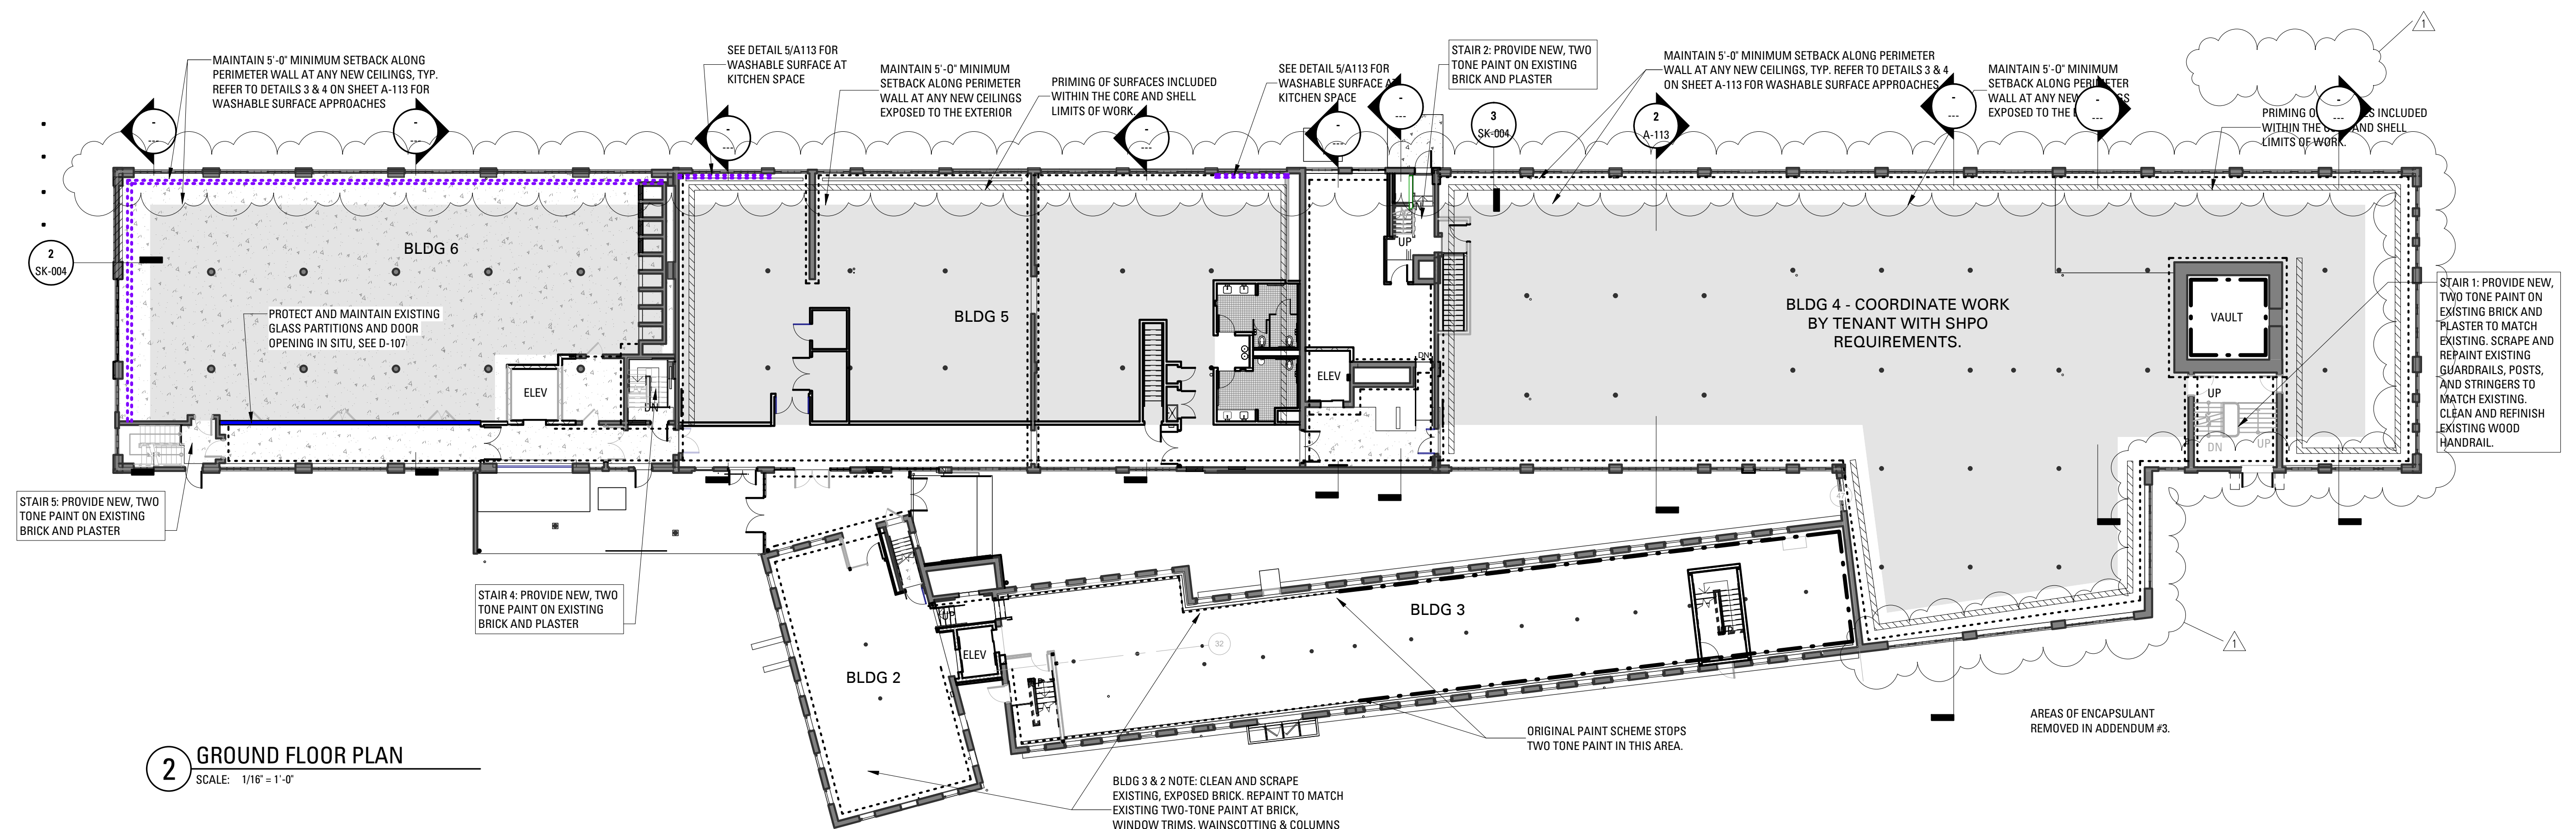 MAINTAIN 5'-0" MINIMUM SETBACK ALONG
PERIMETER WALL AT ANY NEW CEILINGS, TYP.
REFER TO DETAILS 3 & 4 ON SHEET A-113 FOR
WASHABLE SURFACE APPROACHES
SEE DETAIL 5/A113 FOR
WASHABLE SURFACE AT
KITCHEN SPACE
MAINTAIN 5'-0" MINIMUM
SETBACK ALONG PERIMETER
WALL AT ANY NEW CEILINGS
EXPOSED TO THE EXTERIOR
PRIMING OF SURFACES INCLUDED
WITHIN THE CORE AND SHELL
LIMITS OF WORK.
SEE DETAIL 5/A113 FOR
WASHABLE SURFACE AT
KITCHEN SPACE
STAIR 2: PROVIDE NEW, TWO
TONE PAINT ON EXISTING
BRICK AND PLASTER
MAINTAIN 5'-0" MINIMUM SETBACK ALONG PERIMETER
WALL AT ANY NEW CEILINGS, TYP. REFER TO DETAILS 3 & 4
ON SHEET A-113 FOR WASHABLE SURFACE APPROACHES
MAINTAIN 5'-0" MINIMUM
SETBACK ALONG PERIMETER
WALL AT ANY NEW
EXPOSED TO THE
PRIMING O
INCLUDED
WITHIN THE
AND SHELL
LIMITS OF WORK.
1
-
---
-
---
-
---
-
---
-
---
-
---
3
SK-004
2
A-113
-
---
-
---
-
---
2
SK-004
BLDG 6
PROTECT AND MAINTAIN EXISTING
GLASS PARTITIONS AND DOOR
OPENING IN SITU, SEE D-107
ELEV
DN
BLDG 5
ELEV
UP
DN
BLDG 4 - COORDINATE WORK
BY TENANT WITH SHPO
REQUIREMENTS.
VAULT
UP
DN
UP
STAIR 1: PROVIDE NEW,
TWO TONE PAINT ON
EXISTING BRICK AND
PLASTER TO MATCH
EXISTING. SCRAPE AND
REPAINT EXISTING
GUARDRAILS, POSTS,
AND STRINGERS TO
MATCH EXISTING.
CLEAN AND REFINISH
EXISTING WOOD
HANDRAIL.
STAIR 5: PROVIDE NEW, TWO
TONE PAINT ON EXISTING
BRICK AND PLASTER
STAIR 4: PROVIDE NEW, TWO
TONE PAINT ON EXISTING
BRICK AND PLASTER
BLDG 2
ELEV
BLDG 3
32
1
ORIGINAL PAINT SCHEME STOPS
TWO TONE PAINT IN THIS AREA.
AREAS OF ENCAPSULANT
REMOVED IN ADDENDUM #3.
BLDG 3 & 2 NOTE: CLEAN AND SCRAPE
EXISTING, EXPOSED BRICK. REPAINT TO MATCH
EXISTING TWO-TONE PAINT AT BRICK,
WINDOW TRIMS, WAINSCOTTING & COLUMNS
2
GROUND FLOOR PLAN
SCALE: 1/16" = 1'-0"